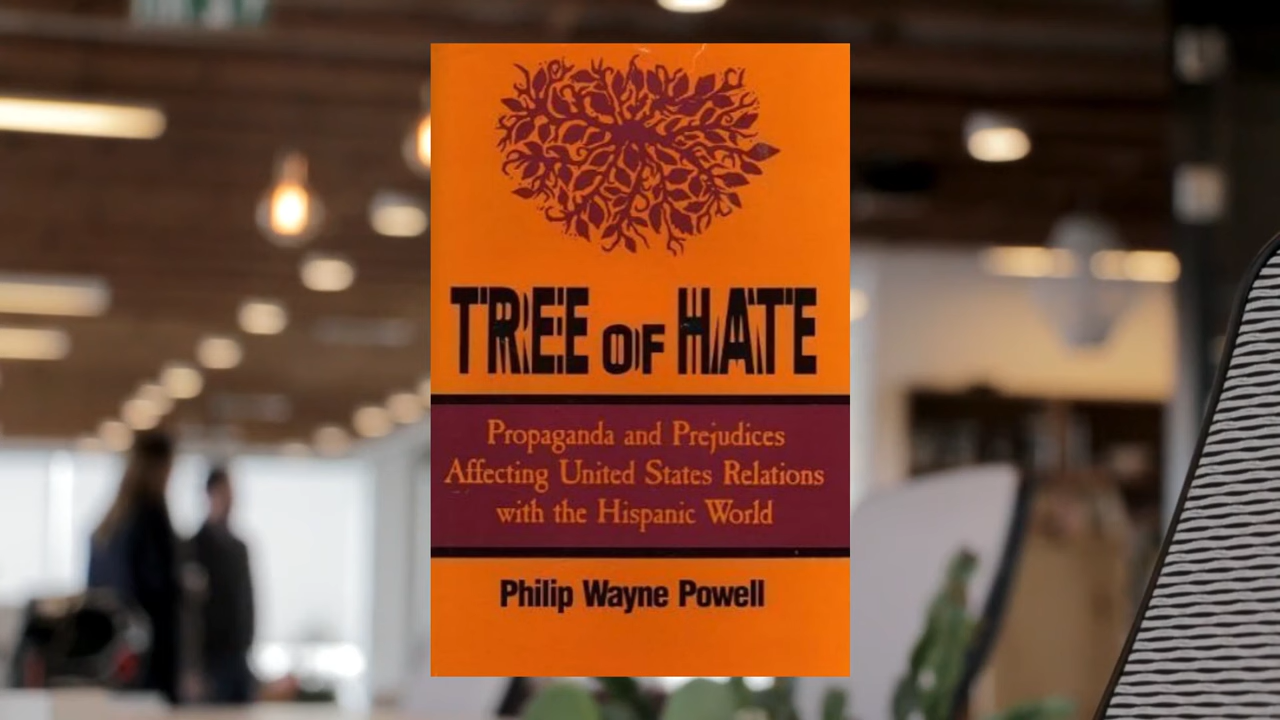 TREE OF HATE
Propaganda and Prejudices
Affecting United States Relations
with the Hispanic World
Philip Wayne Powell